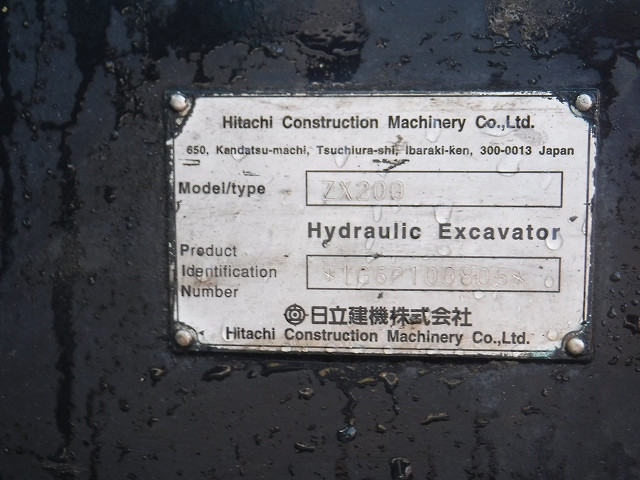 Hitachi Construction Machinery Co.,Ltd.
650, Kandatsu-machi, Tsuchiura-shi, Ibaraki-ken, 300-0013 Japan
Model/type ZX200
Hydraulic Excavator
Product
Identification
Number
日立建機株式会社
Hitachi Construction Machinery Co.,Ltd.